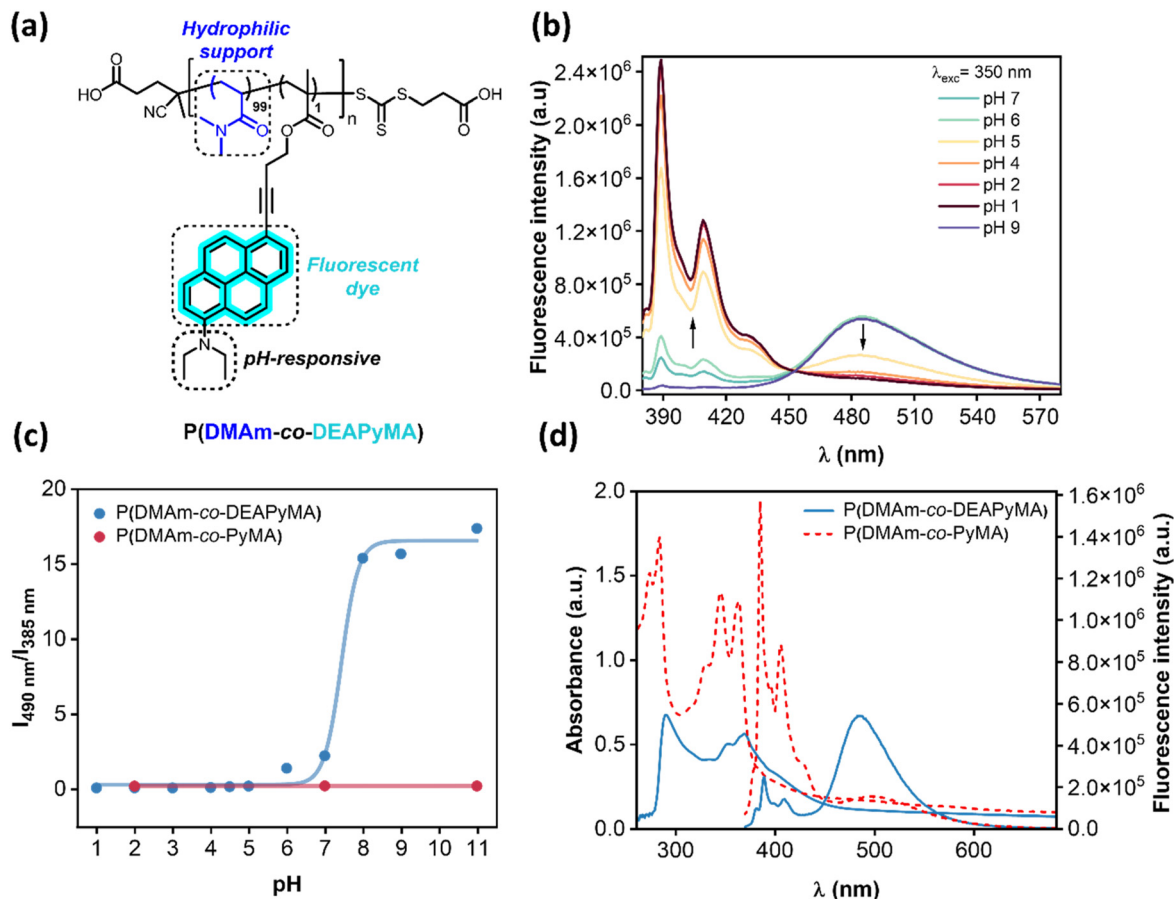 (a)
Hydrophilic
support
HO
O
NC
99
1
n
N
O
O
O
S
S
S
O
OH
Fluorescent
dye
N
pH-responsive
P(DMAm-co-DEAPyMA)
(b)
Fluorescence intensity (a.u)
2.4×10⁶
2.0×10⁶
1.6×10⁶
1.2×10⁶
8.0×10⁵
4.0×10⁵
0.0
λexc= 350 nm
pH 7
pH 6
pH 5
pH 4
pH 2
pH 1
pH 9
390 420 450 480 510 540 570
λ (nm)
(c)
I490 nm/I385 nm
20
15
10
5
0
P(DMAm-co-DEAPyMA)
P(DMAm-co-PyMA)
1 2 3 4 5 6 7 8 9 10 11
pH
(d)
Absorbance (a.u.)
2.0
1.5
1.0
0.5
0.0
P(DMAm-co-DEAPyMA)
P(DMAm-co-PyMA)
1.6×10⁶
1.4×10⁶
1.2×10⁶
1.0×10⁶
8.0×10⁵
6.0×10⁵
4.0×10⁵
2.0×10⁵
0.0
Fluorescence intensity (a.u.)
300 400 500 600
λ (nm)